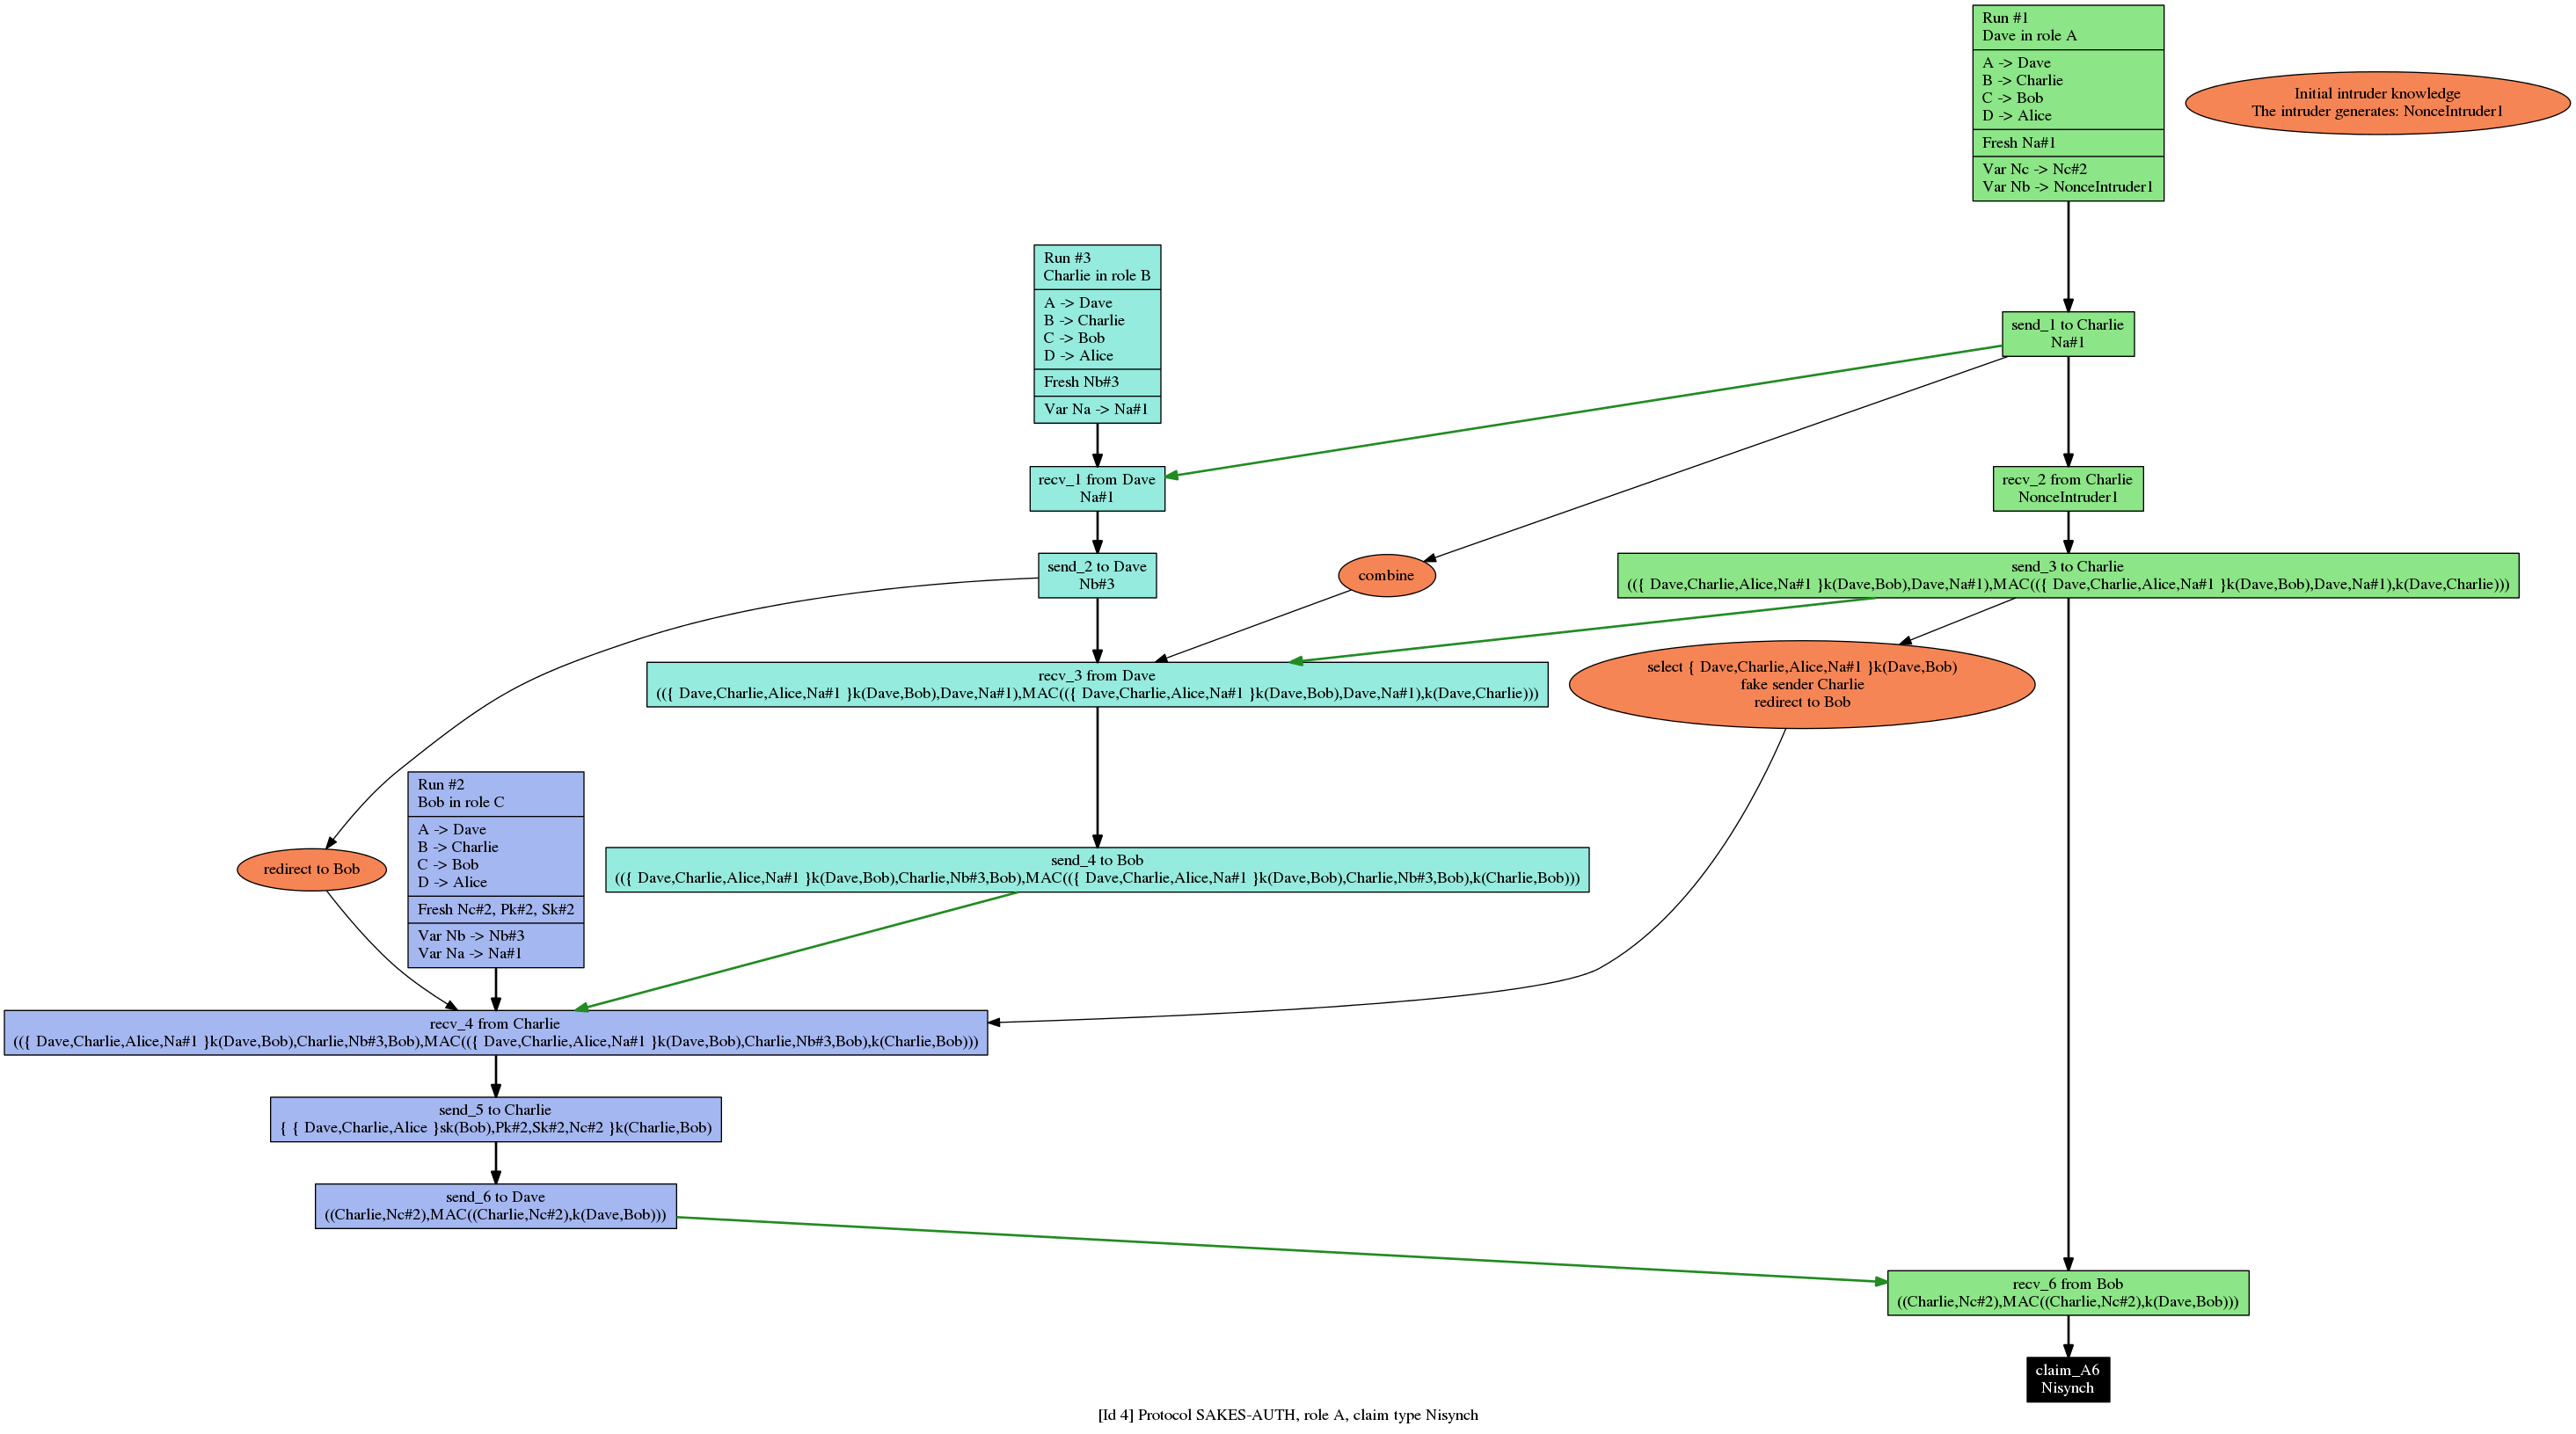 Run #1
Dave in role A
A -> Dave
B -> Charlie
C -> Bob
D -> Alice
Fresh Na#1
Var Nc -> Nc#2
Var Nb -> NonceIntruder1
Initial intruder knowledge
The intruder generates: NonceIntruder1
Run #3
Charlie in role B
A -> Dave
B -> Charlie
C -> Bob
D -> Alice
Fresh Nb#3
Var Na -> Na#1
send_1 to Charlie
Na#1
recv_1 from Dave
Na#1
recv_2 from Charlie
NonceIntruder1
send_2 to Dave
Nb#3
combine
send_3 to Charlie
(({ Dave,Charlie,Alice,Na#1 }k(Dave,Bob),Dave,Na#1),MAC(({ Dave,Charlie,Alice,Na#1 }k(Dave,Bob),Dave,Na#1),k(Dave,Charlie)))
recv_3 from Dave
(({ Dave,Charlie,Alice,Na#1 }k(Dave,Bob),Dave,Na#1),MAC(({ Dave,Charlie,Alice,Na#1 }k(Dave,Bob),Dave,Na#1),k(Dave,Charlie)))
select { Dave,Charlie,Alice,Na#1 }k(Dave,Bob)
fake sender Charlie
redirect to Bob
Run #2
Bob in role C
A -> Dave
B -> Charlie
C -> Bob
D -> Alice
Fresh Nc#2, Pk#2, Sk#2
Var Nb -> Nb#3
Var Na -> Na#1
redirect to Bob
send_4 to Bob
(({ Dave,Charlie,Alice,Na#1 }k(Dave,Bob),Charlie,Nb#3,Bob),MAC(({ Dave,Charlie,Alice,Na#1 }k(Dave,Bob),Charlie,Nb#3,Bob),k(Charlie,Bob)))
recv_4 from Charlie
(({ Dave,Charlie,Alice,Na#1 }k(Dave,Bob),Charlie,Nb#3,Bob),MAC(({ Dave,Charlie,Alice,Na#1 }k(Dave,Bob),Charlie,Nb#3,Bob),k(Charlie,Bob)))
send_5 to Charlie
{ { Dave,Charlie,Alice }sk(Bob),Pk#2,Sk#2,Nc#2 }k(Charlie,Bob)
send_6 to Dave
((Charlie,Nc#2),MAC((Charlie,Nc#2),k(Dave,Bob)))
recv_6 from Bob
((Charlie,Nc#2),MAC((Charlie,Nc#2),k(Dave,Bob)))
claim_A6
Nisynch
[Id 4] Protocol SAKES-AUTH, role A, claim type Nisynch